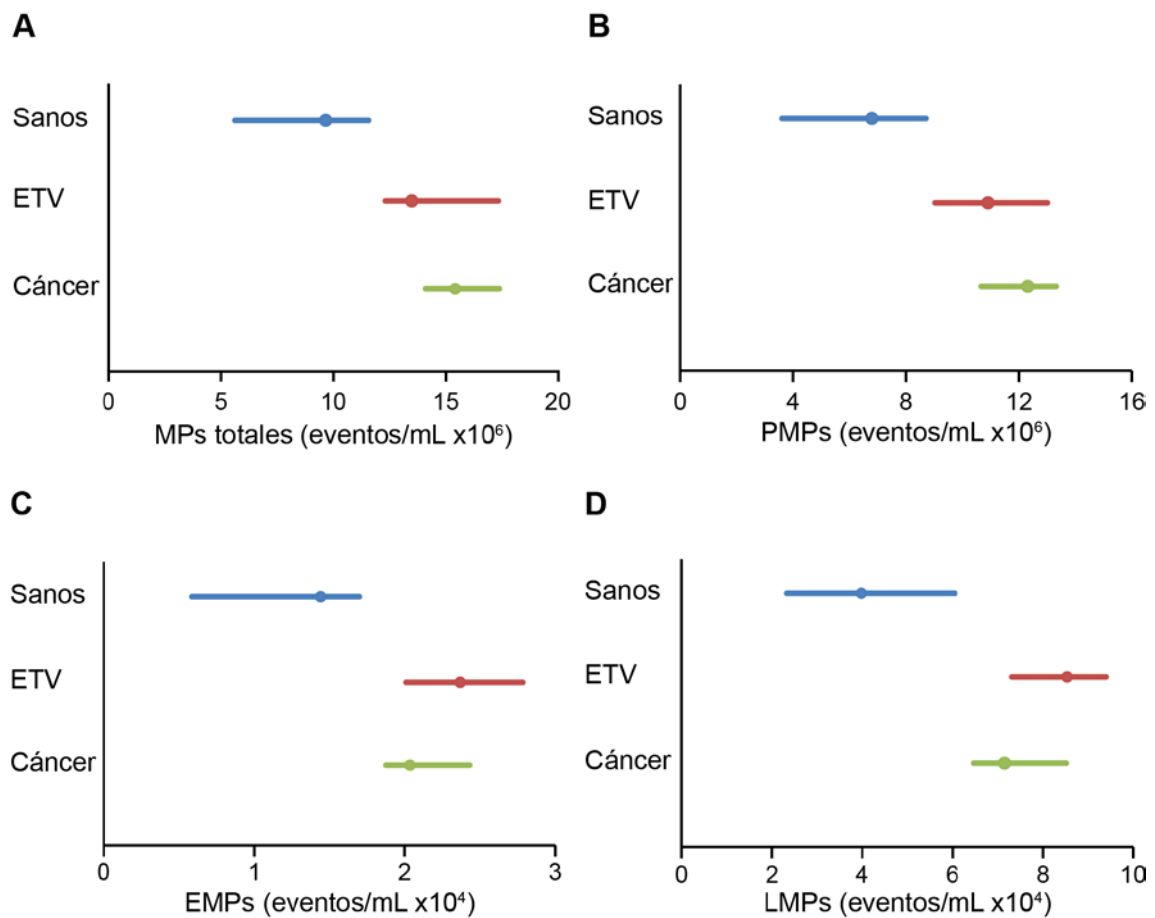 A
Sanos
ETV
Cáncer
0 5 10 15 20
MPs totales (eventos/mL x10⁶)
B
Sanos
ETV
Cáncer
0 4 8 12 16
PMPs (eventos/mL x10⁶)
C
Sanos
ETV
Cáncer
0 1 2 3
EMPs (eventos/mL x10⁴)
D
Sanos
ETV
Cáncer
0 2 4 6 8 10
LMPs (eventos/mL x10⁴)